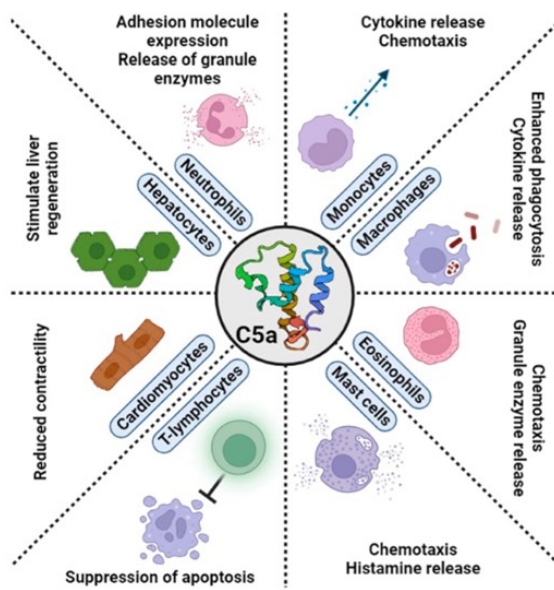 Adhesion molecule
expression
Release of granule
enzymes
Cytokine release
Chemotaxis
Stimulate liver
regeneration
Hepatocytes
Neutrophils
Monocytes
Macrophages
Enhanced phagocytosis
Cytokine release
C5a
Reduced contractility
Cardiomyocytes
T-lymphocytes
Eosinophils
Mast cells
Chemotaxis
Granule enzyme release
Suppression of apoptosis
Chemotaxis
Histamine release